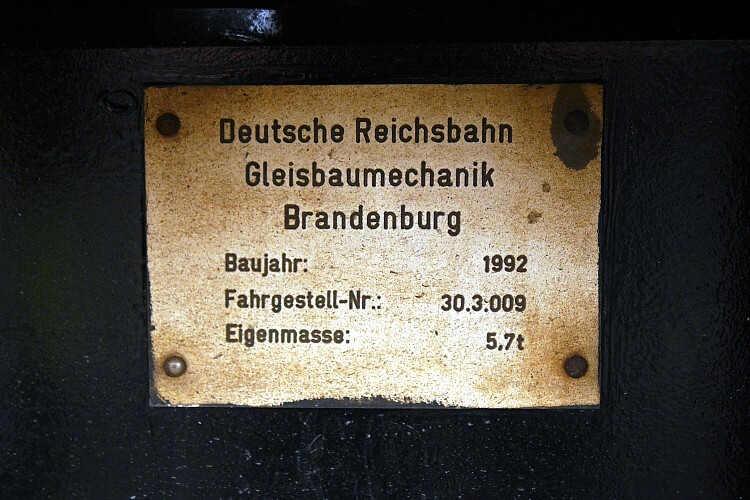 Deutsche Reichsbahn
Gleisbaumechanik
Brandenburg
Baujahr: 1992
Fahrgestell-Nr.: 30.3.009
Eigenmasse: 5,7t